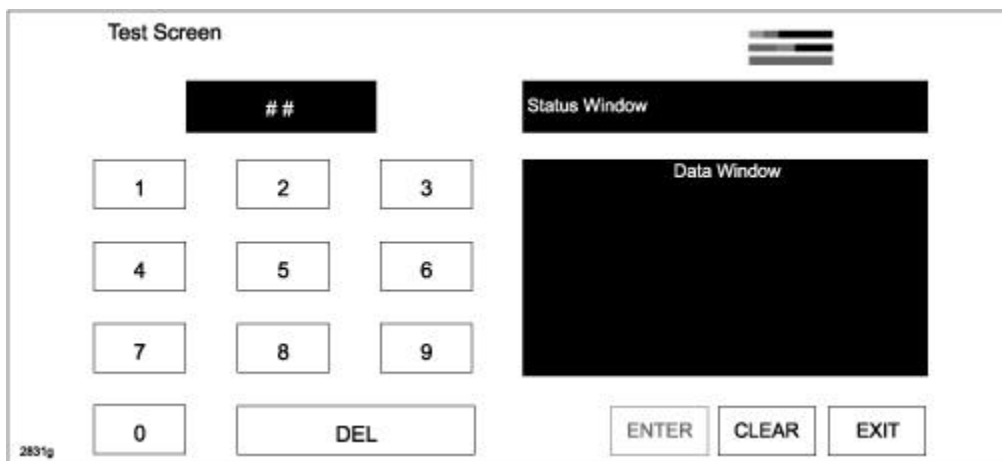 Test Screen
##
Status Window
1 2 3
Data Window
4 5 6
7 8 9
0 DEL
ENTER CLEAR EXIT
2831g